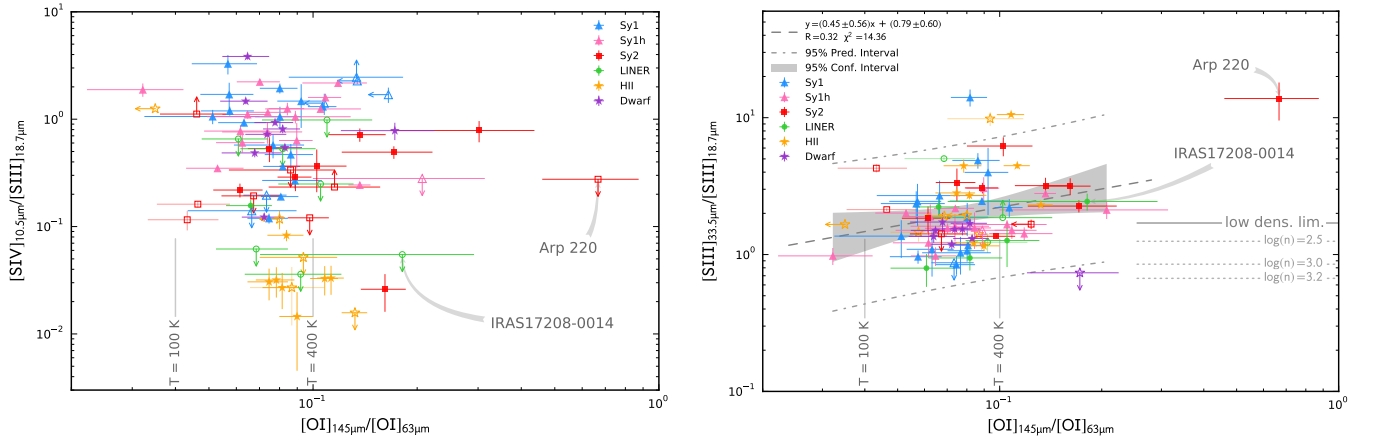 [SIV]10.5μm/[SIII]18.7μm
10^1
10^0
10^-1
10^-2
Sy1
Sy1h
Sy2
LINER
HII
Dwarf
Arp 220
IRAS17208-0014
T = 100 K
T = 400 K
10^-1
10^0
[OI]145μm/[OI]63μm
[SIII]33.5μm/[SIII]18.7μm
10^1
10^0
10^-1
y=(0.45±0.56)x + (0.79±0.60)
R=0.32 χ²=14.36
95% Pred. Interval
95% Conf. Interval
Sy1
Sy1h
Sy2
LINER
HII
Dwarf
Arp 220
IRAS17208-0014
low dens. lim.
log(n)=2.5
log(n)=3.0
log(n)=3.2
T = 100 K
T = 400 K
10^-1
10^0
[OI]145μm/[OI]63μm